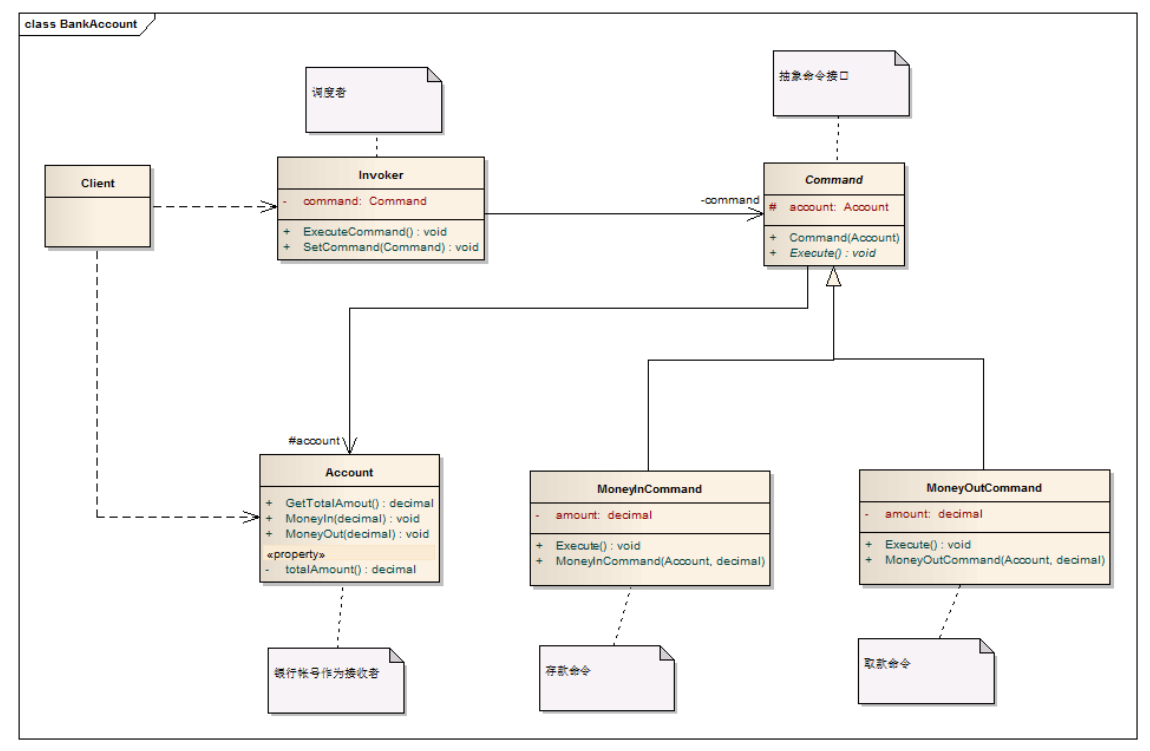 class BankAccount
调度者
抽象命令接口
Client
Invoker
- command: Command
+ ExecuteCommand() : void
+ SetCommand(Command) : void
-command
Command
# account: Account
+ Command(Account)
+ Execute() : void
#account
Account
+ GetTotalAmout() : decimal
+ MoneyIn(decimal) : void
+ MoneyOut(decimal) : void
«property»
- totalAmount() : decimal
MoneyInCommand
- amount: decimal
+ Execute() : void
+ MoneyInCommand(Account, decimal)
MoneyOutCommand
- amount: decimal
+ Execute() : void
+ MoneyOutCommand(Account, decimal)
银行帐号作为接收者
存款命令
取款命令